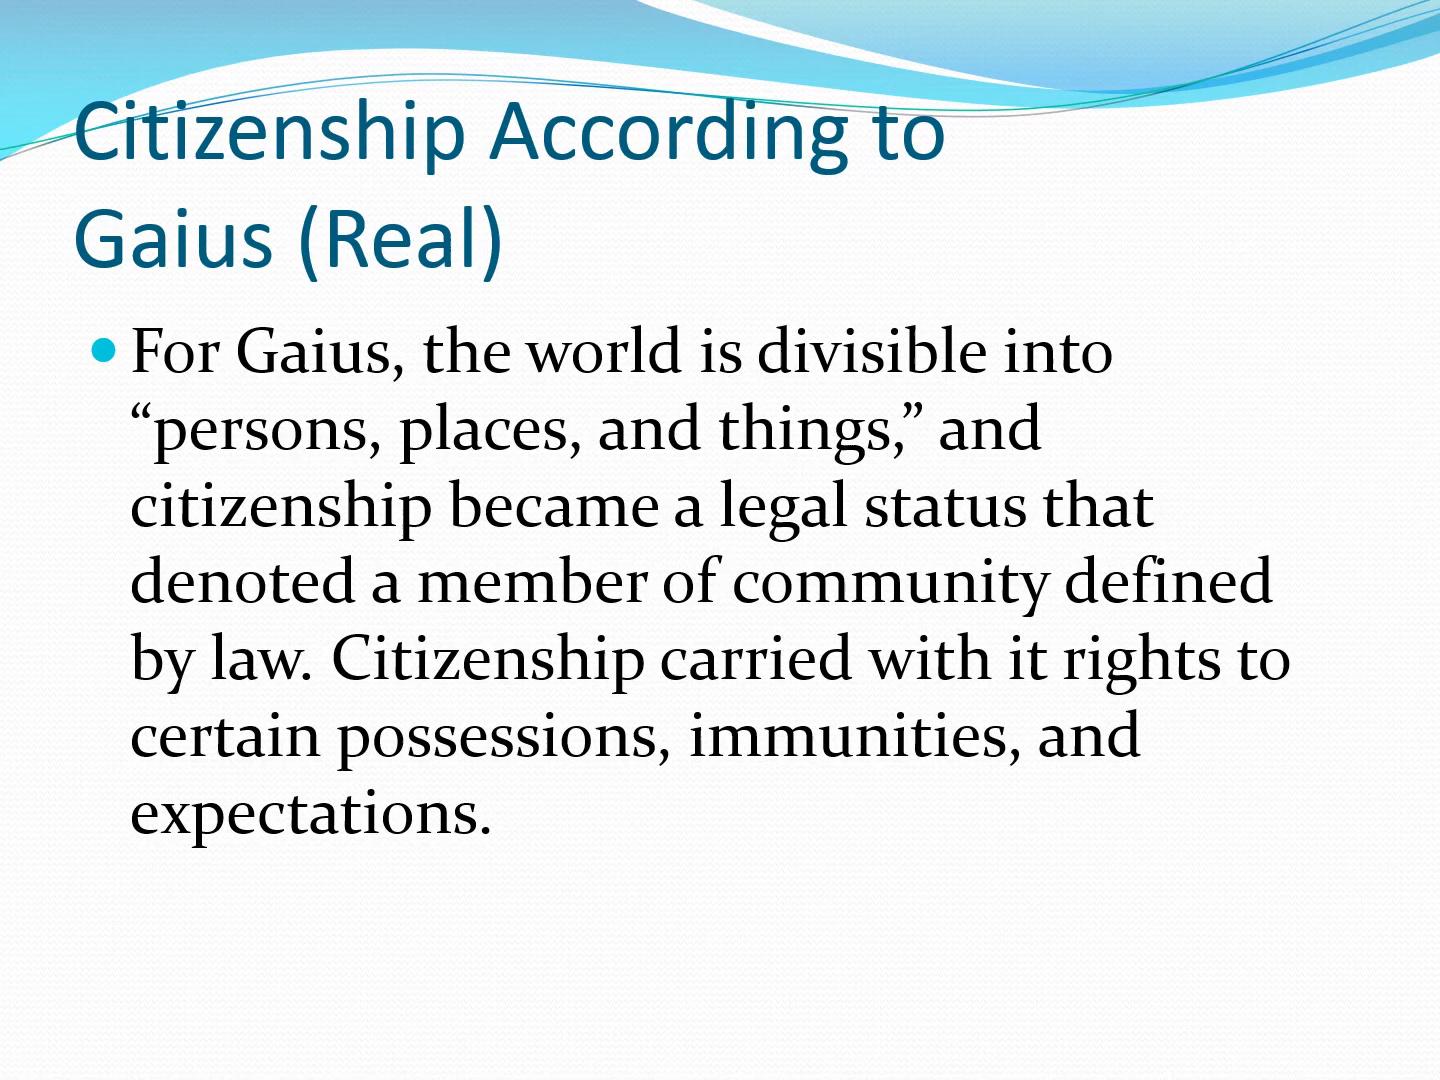 Citizenship According to
Gaius (Real)
• For Gaius, the world is divisible into
“persons, places, and things,” and
citizenship became a legal status that
denoted a member of community defined
by law. Citizenship carried with it rights to
certain possessions, immunities, and
expectations.